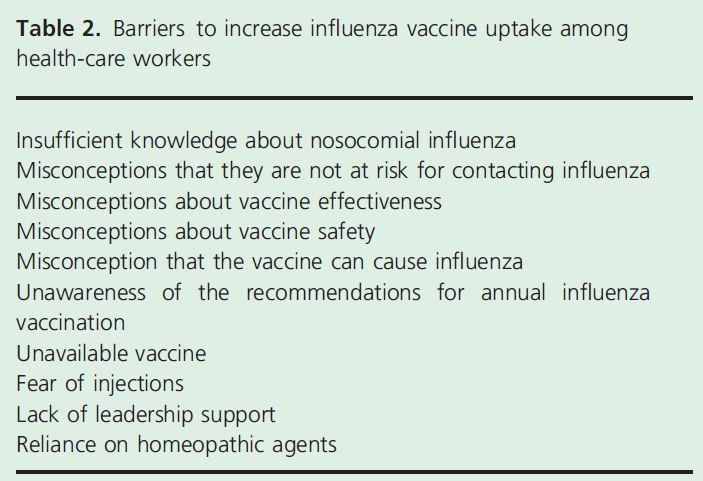 Table 2. Barriers to increase influenza vaccine uptake among
health-care workers
Insufficient knowledge about nosocomial influenza
Misconceptions that they are not at risk for contacting influenza
Misconceptions about vaccine effectiveness
Misconceptions about vaccine safety
Misconception that the vaccine can cause influenza
Unawareness of the recommendations for annual influenza
vaccination
Unavailable vaccine
Fear of injections
Lack of leadership support
Reliance on homeopathic agents